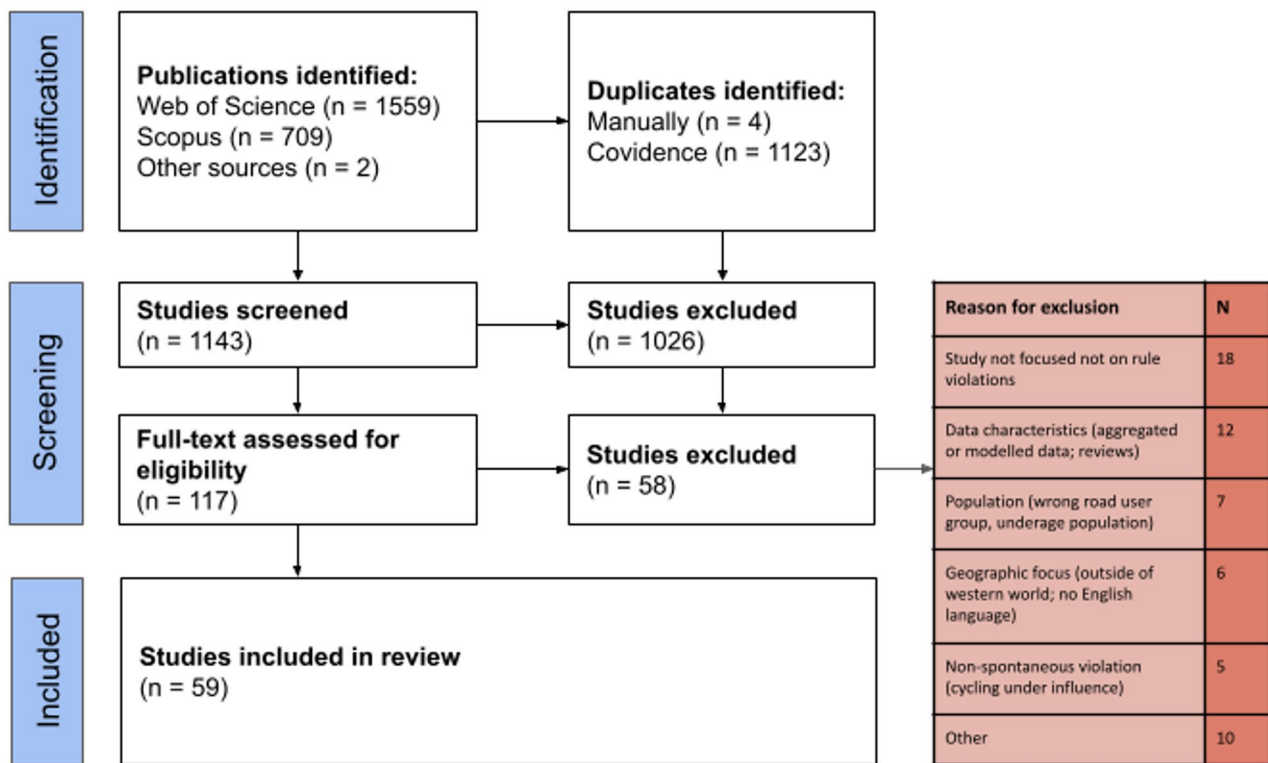 Identification
Publications identified:
Web of Science (n = 1559)
Scopus (n = 709)
Other sources (n = 2)
Duplicates identified:
Manually (n = 4)
Covidence (n = 1123)
Screening
Studies screened
(n = 1143)
Studies excluded
(n = 1026)
Full-text assessed for
eligibility
(n = 117)
Studies excluded
(n = 58)
Reason for exclusion N
Study not focused not on rule 18
violations
Data characteristics (aggregated 12
or modelled data; reviews)
Population (wrong road user 7
group, underage population)
Geographic focus (outside of 6
western world; no English
language)
Non-spontaneous violation 5
(cycling under influence)
Other 10
Included
Studies included in review
(n = 59)